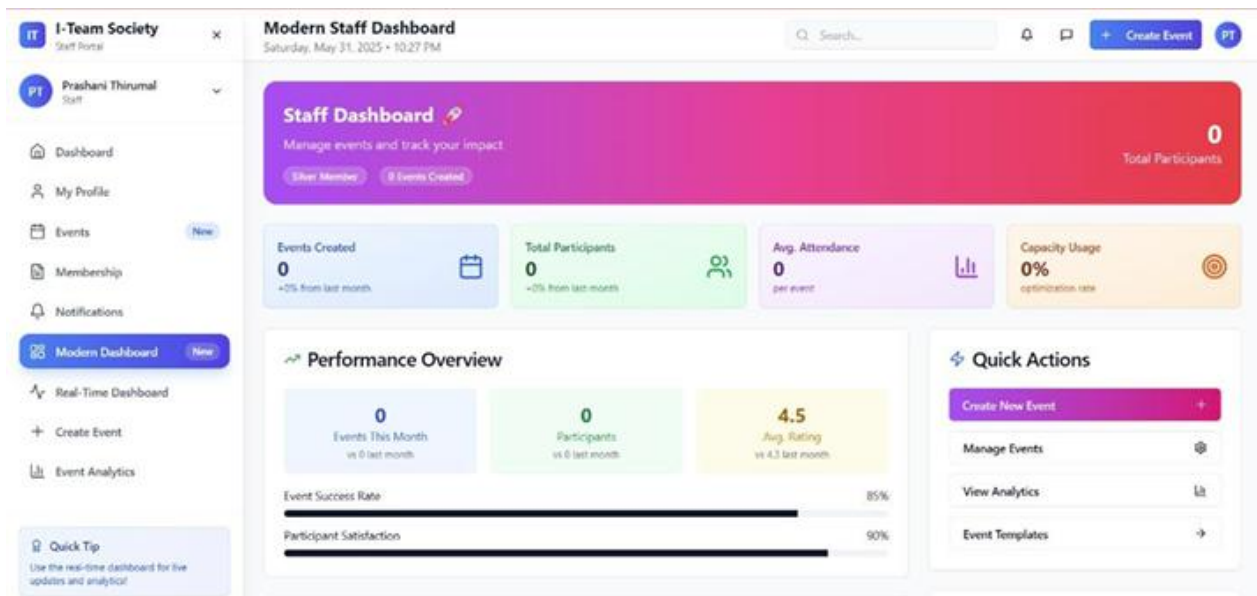 IT
I-Team Society
Staff Portal
PT
Prashani Thirumal
Staff
Dashboard
My Profile
Events New
Membership
Notifications
Modern Dashboard New
Real-Time Dashboard
Create Event
Event Analytics
Quick Tip
Use the real-time dashboard for live
updates and analytics!
Modern Staff Dashboard
Saturday, May 31, 2025 • 10:27 PM
Search...
+ Create Event
PT
Staff Dashboard 🚀
Manage events and track your impact
Silver Member 0 Events Created
0
Total Participants
Events Created
0
+0% from last month
Total Participants
0
+0% from last month
Avg. Attendance
0
per event
Capacity Usage
0%
optimization rate
Performance Overview
0
Events This Month
vs 0 last month
0
Participants
vs 0 last month
4.5
Avg. Rating
vs 4.3 last month
Event Success Rate 85%
Participant Satisfaction 90%
Quick Actions
Create New Event +
Manage Events
View Analytics
Event Templates